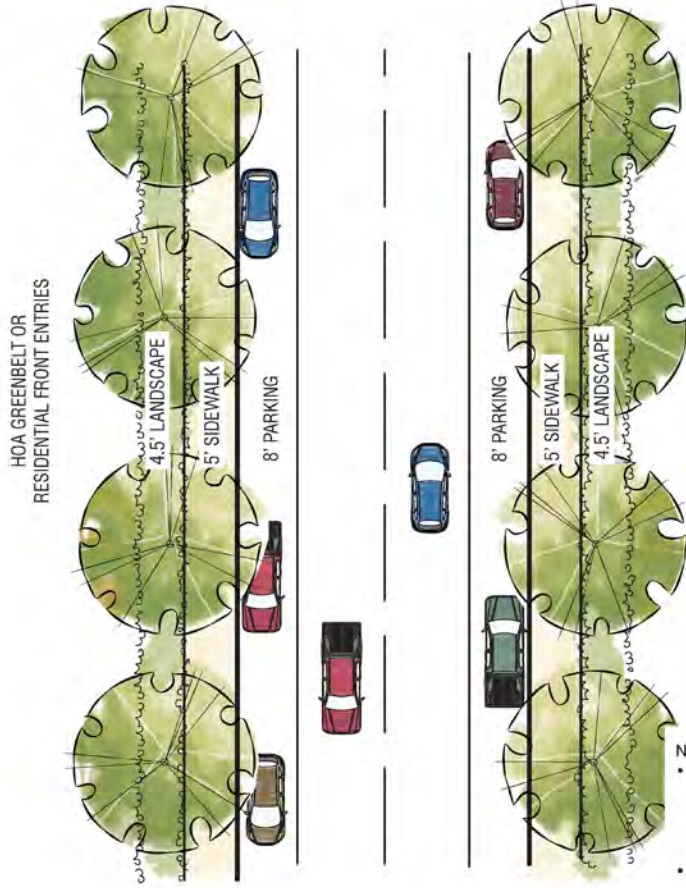 HOA GREENBELT OR
RESIDENTIAL FRONT ENTRIES
4.5' LANDSCAPE
5' SIDEWALK
8' PARKING
8' PARKING
5' SIDEWALK
4.5' LANDSCAPE
N
•
•